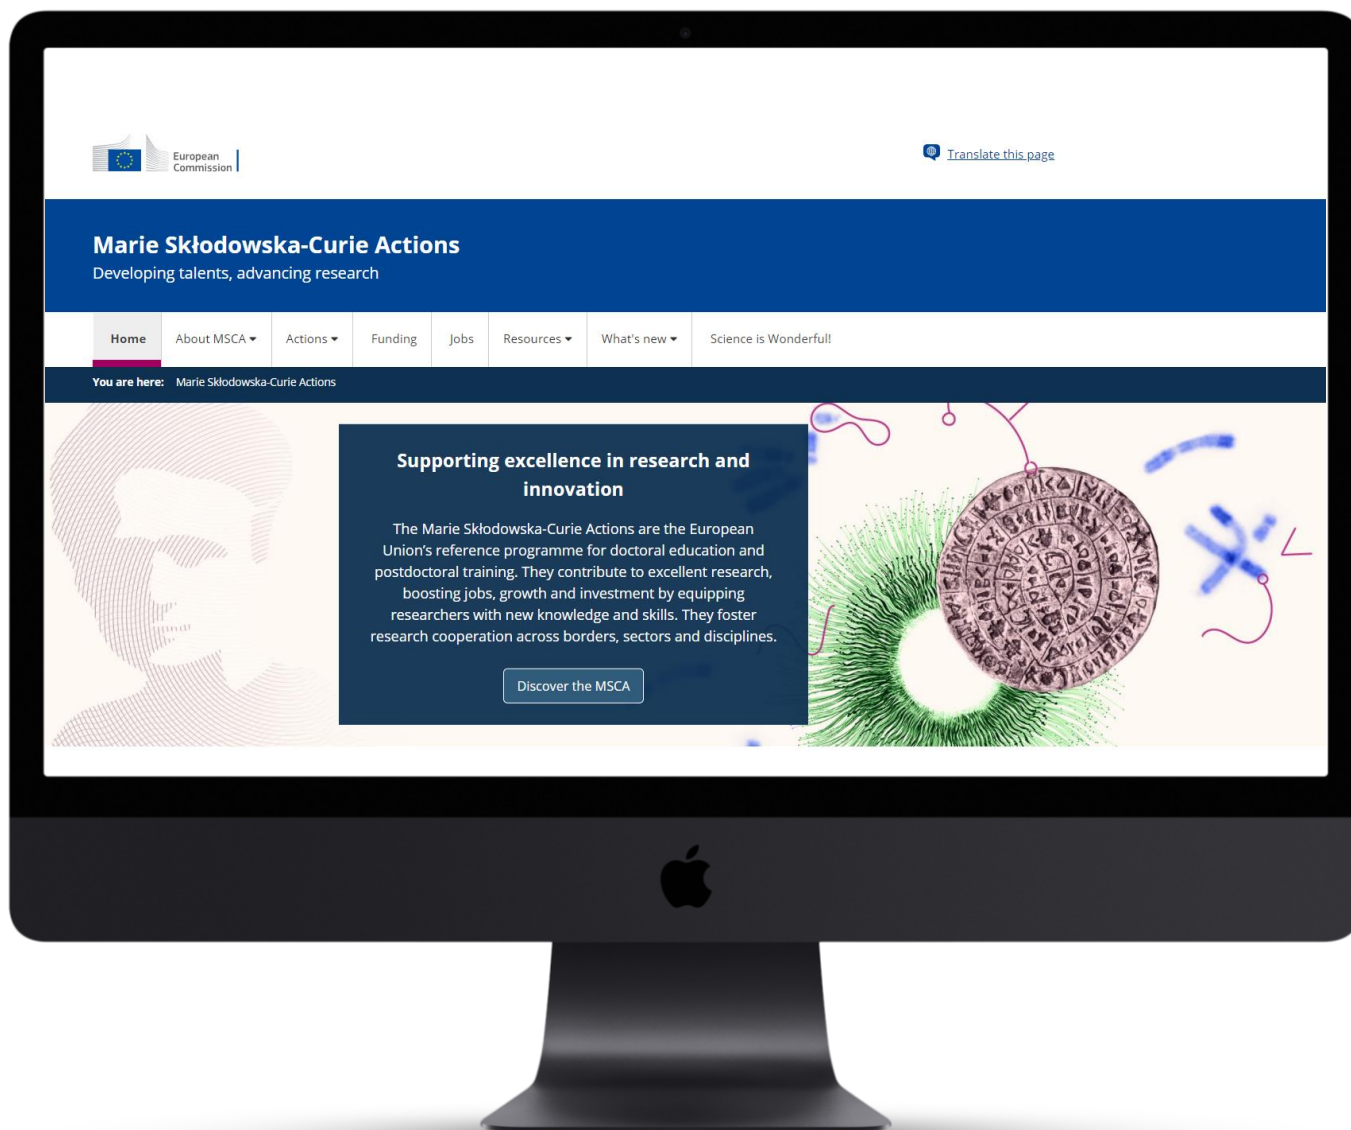 European
Commission
Translate this page
Marie Skłodowska-Curie Actions
Developing talents, advancing research
Home About MSCA Actions Funding Jobs Resources What's new Science is Wonderful!
You are here: Marie Skłodowska-Curie Actions
Supporting excellence in research and
innovation
The Marie Skłodowska-Curie Actions are the European
Union’s reference programme for doctoral education and
postdoctoral training. They contribute to excellent research,
boosting jobs, growth and investment by equipping
researchers with new knowledge and skills. They foster
research cooperation across borders, sectors and disciplines.
Discover the MSCA